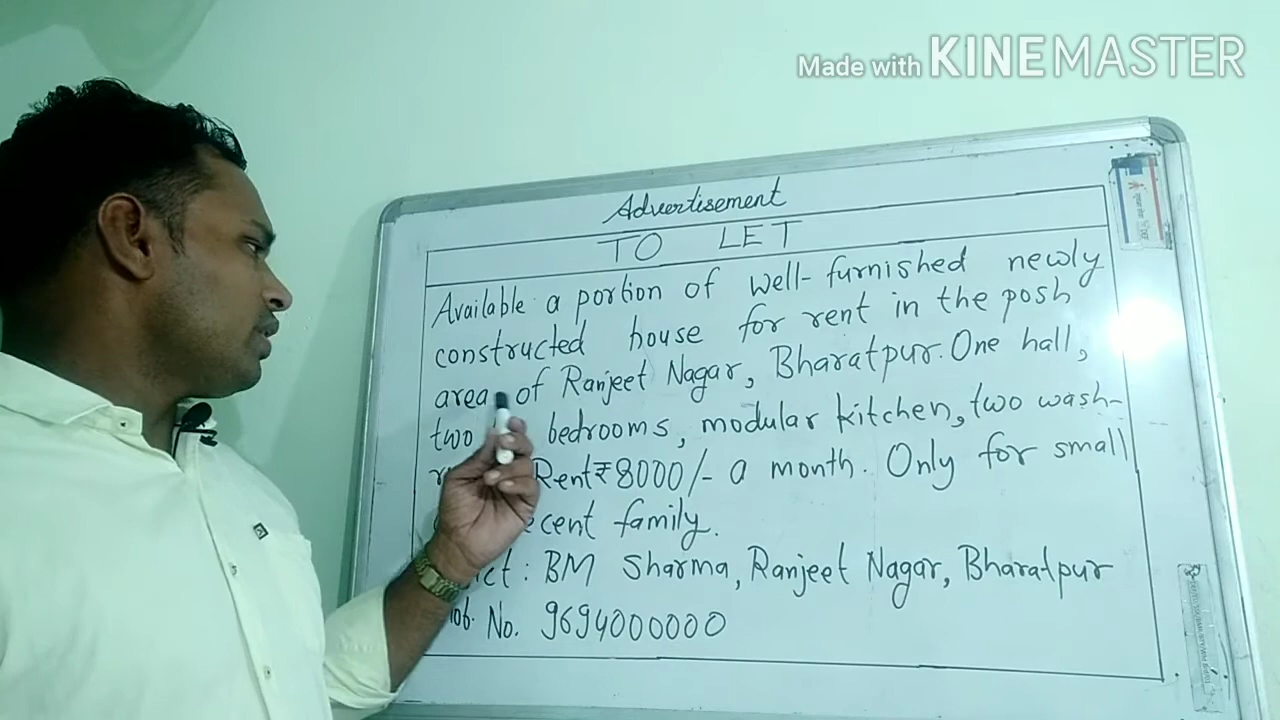 Made with KINEMASTER
Advertisement
TO LET
Available a portion of well-furnished newly
constructed house for rent in the posh
area of Ranjeet Nagar, Bharatpur. One hall,
two bedrooms, modular kitchen, two wash-
Rent ₹8000/- a month. Only for small
family.
: BM Sharma, Ranjeet Nagar, Bharatpur
No. 9694000000